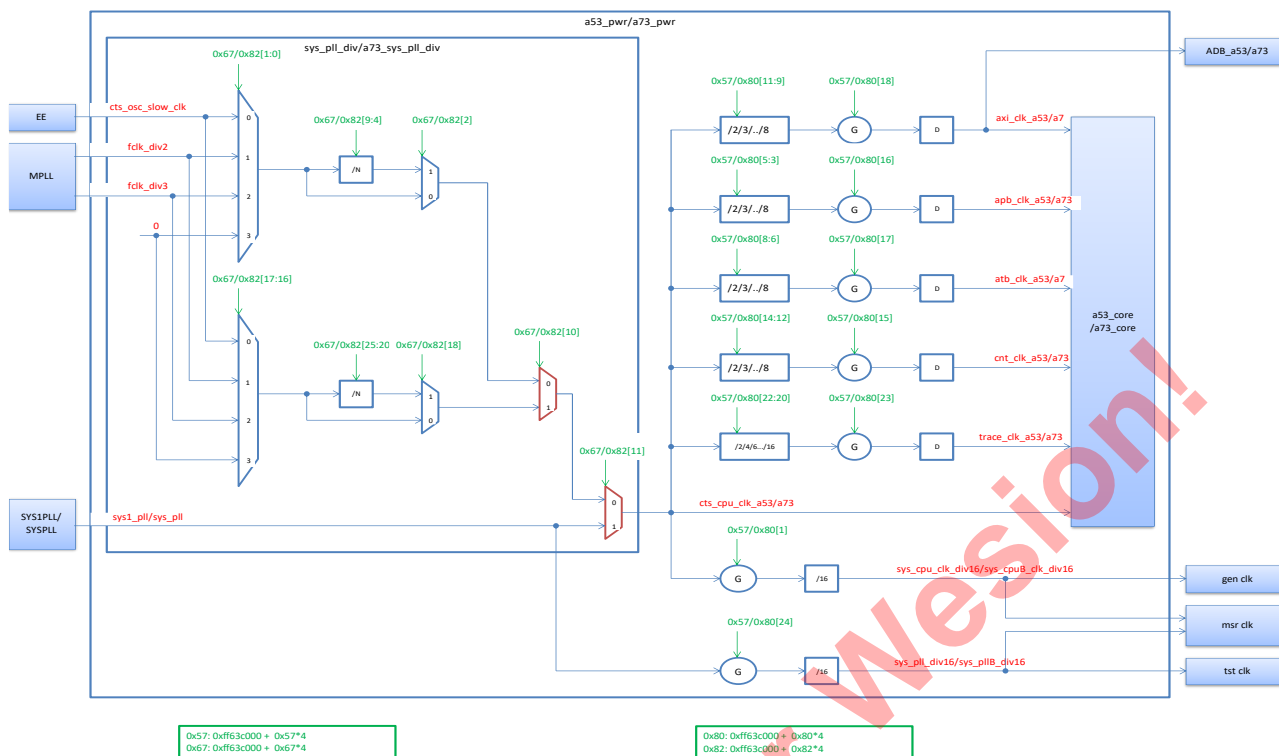 a53_pwr/a73_pwr
sys_pll_div/a73_sys_pll_div
ADB_a53/a73
0x67/0x82[1:0]
0x57/0x80[11:9]
0x57/0x80[18]
EE
cts_osc_slow_clk
0
0x67/0x82[9:4]
0x67/0x82[2]
/2/3/../8
G
D
axi_clk_a53/a7
MPLL
fclk_div2
1
/N
1
0
0x57/0x80[5:3]
0x57/0x80[16]
fclk_div3
2
/2/3/../8
G
D
apb_clk_a53/a73
0
3
0x57/0x80[8:6]
0x57/0x80[17]
0x67/0x82[17:16]
/2/3/../8
G
D
atb_clk_a53/a7
a53_core
/a73_core
0x57/0x80[14:12]
0x57/0x80[15]
0
0x67/0x82[25:20
0x67/0x82[18]
0x67/0x82[10]
/2/3/../8
G
D
cnt_clk_a53/a73
1
/N
1
0
0
1
0x57/0x80[22:20]
0x57/0x80[23]
2
/2/4/6.../16
G
D
trace_clk_a53/a73
3
0x67/0x82[11]
SYS1PLL/
SYSPLL
sys1_pll/sys_pll
0
1
cts_cpu_clk_a53/a73
0x57/0x80[1]
G
/16
sys_cpu_clk_div16/sys_cpuB_clk_div16
gen clk
msr clk
0x57/0x80[24]
G
/16
sys_pll_div16/sys_pllB_div16
tst clk
0x57: 0xff63c000 + 0x57*4
0x67: 0xff63c000 + 0x67*4
0x80: 0xff63c000 + 0x80*4
0x82: 0xff63c000 + 0x82*4
Wesion!